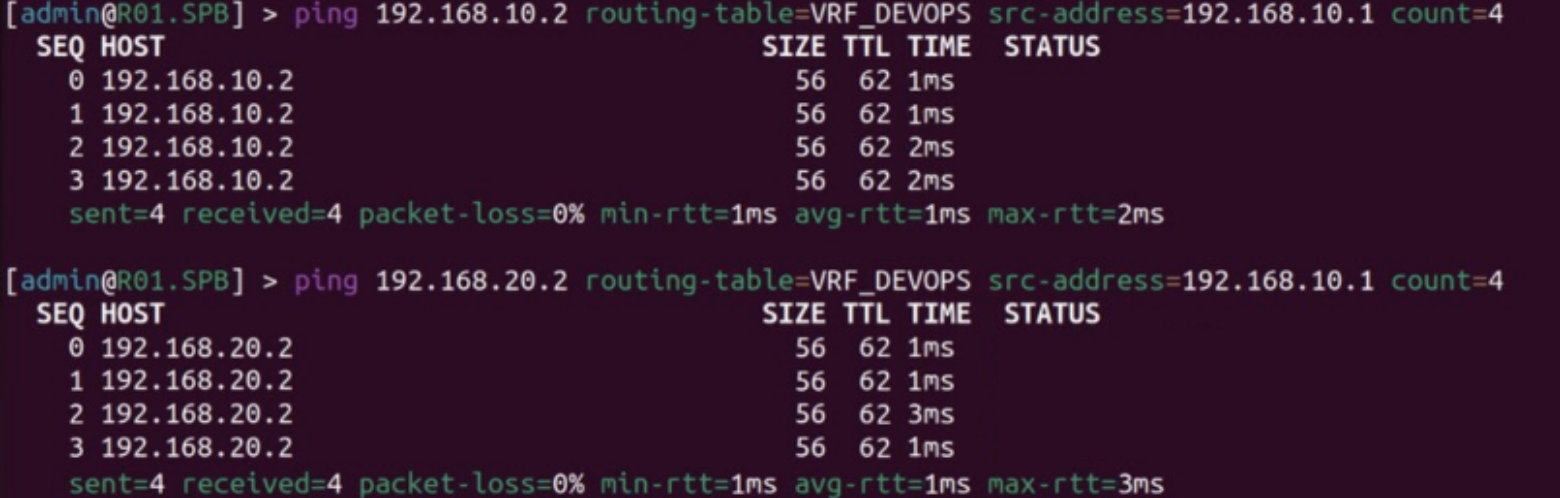 [admin@R01.SPB] > ping 192.168.10.2 routing-table=VRF_DEVOPS src-address=192.168.10.1 count=4
SEQ HOST SIZE TTL TIME STATUS
0 192.168.10.2 56 62 1ms
1 192.168.10.2 56 62 1ms
2 192.168.10.2 56 62 2ms
3 192.168.10.2 56 62 2ms
sent=4 received=4 packet-loss=0% min-rtt=1ms avg-rtt=1ms max-rtt=2ms
[admin@R01.SPB] > ping 192.168.20.2 routing-table=VRF_DEVOPS src-address=192.168.10.1 count=4
SEQ HOST SIZE TTL TIME STATUS
0 192.168.20.2 56 62 1ms
1 192.168.20.2 56 62 1ms
2 192.168.20.2 56 62 3ms
3 192.168.20.2 56 62 1ms
sent=4 received=4 packet-loss=0% min-rtt=1ms avg-rtt=1ms max-rtt=3ms